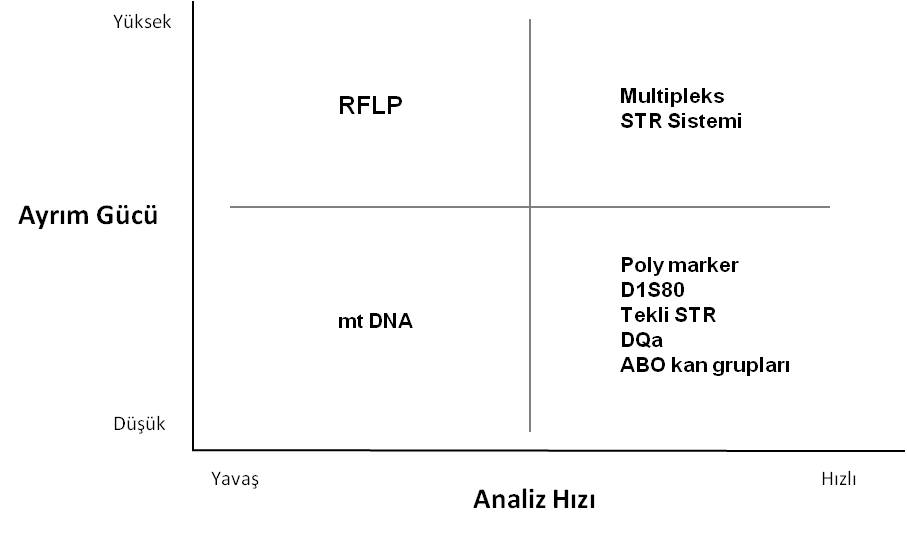 Yüksek
RFLP
Multipleks
STR Sistemi
Ayrım Gücü
mt DNA
Poly marker
D1S80
Tekli STR
DQa
ABO kan grupları
Düşük
Yavaş
Hızlı
Analiz Hızı